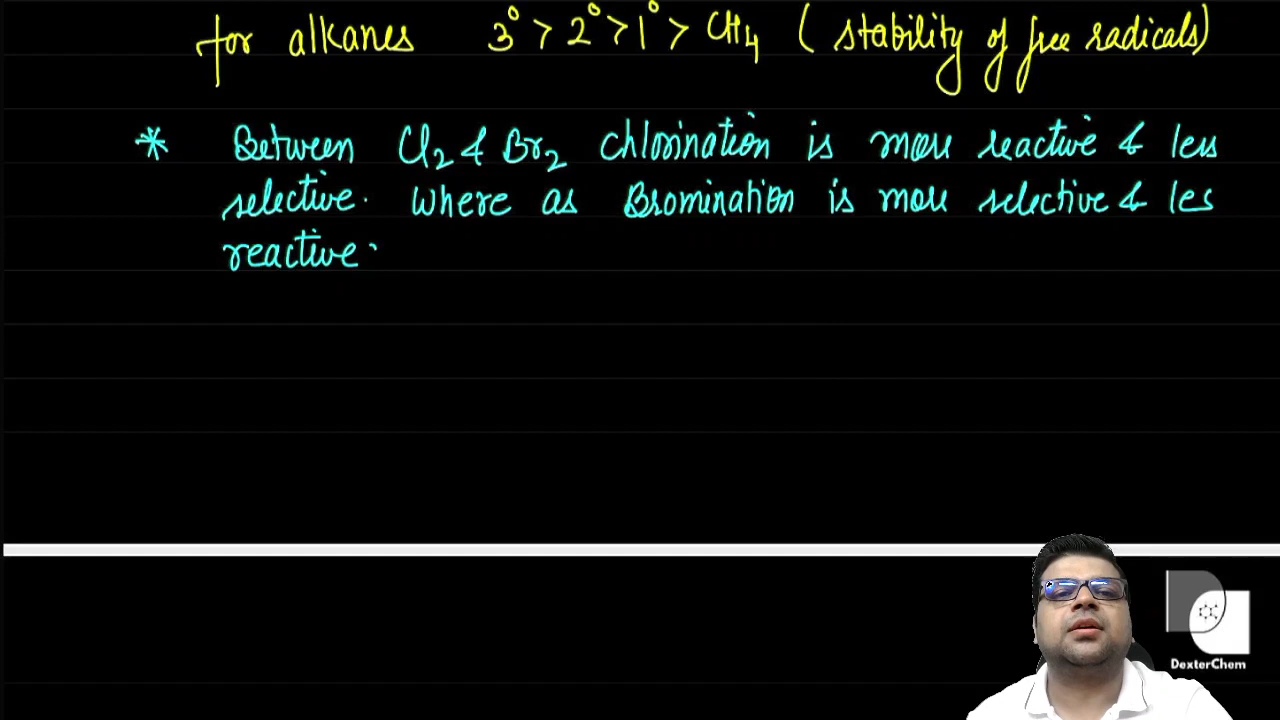 for alkanes 3° > 2° > 1° > CH4 ( stability of free radicals)
* Between Cl2 & Br2 Chlorination is more reactive & less
selective. Where as Bromination is more selective & les
reactive.
DexterChem